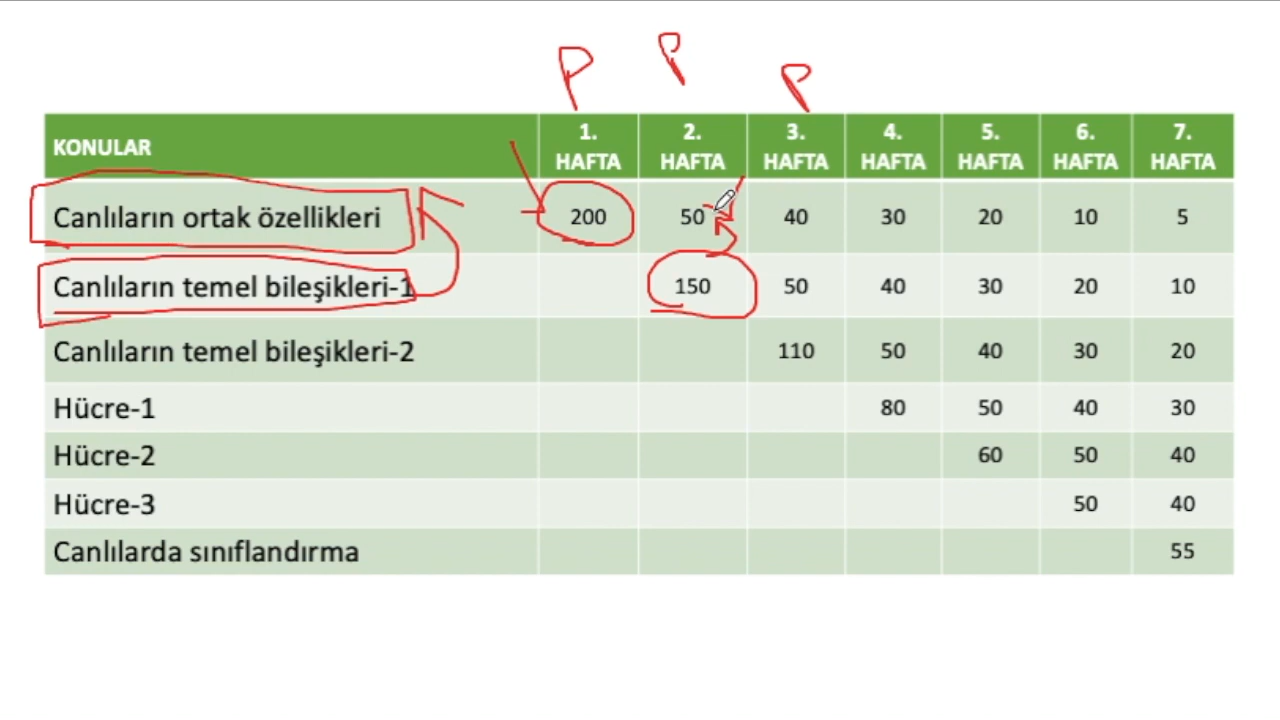 P P P
KONULAR 1. HAFTA 2. HAFTA 3. HAFTA 4. HAFTA 5. HAFTA 6. HAFTA 7. HAFTA
Canlıların ortak özellikleri 200 50 40 30 20 10 5
Canlıların temel bileşikleri-1 150 50 40 30 20 10
Canlıların temel bileşikleri-2 110 50 40 30 20
Hücre-1 80 50 40 30
Hücre-2 60 50 40
Hücre-3 50 40
Canlılarda sınıflandırma 55